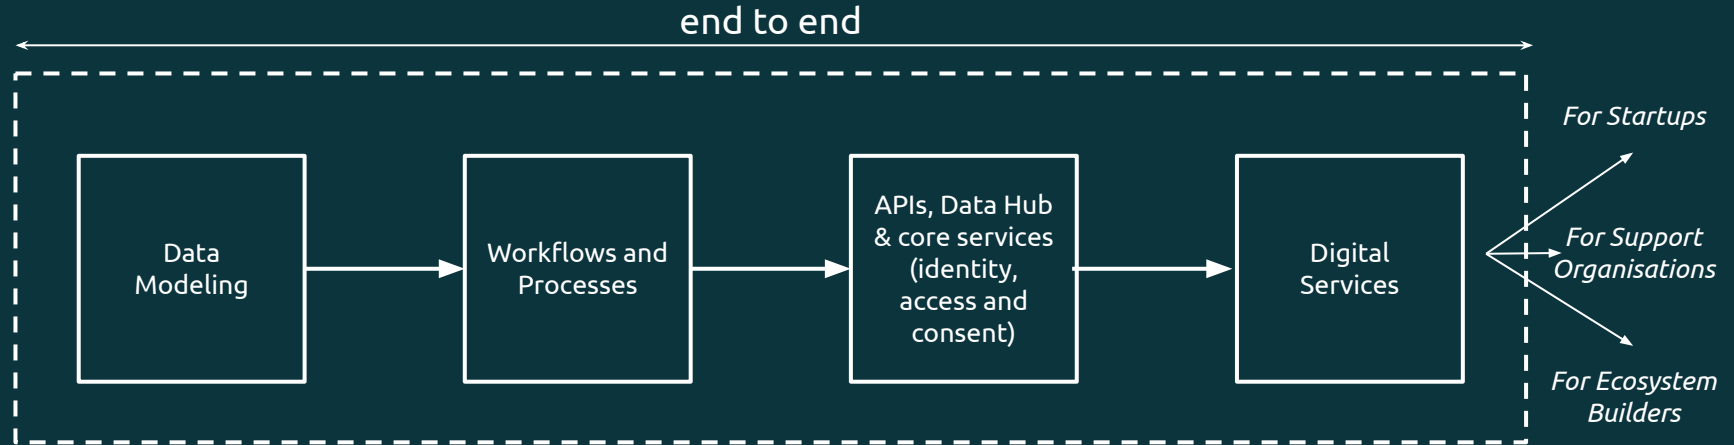 end to end
Data
Modeling
Workflows and
Processes
APIs, Data Hub
& core services
(identity,
access and
consent)
Digital
Services
For Startups
For Support
Organisations
For Ecosystem
Builders